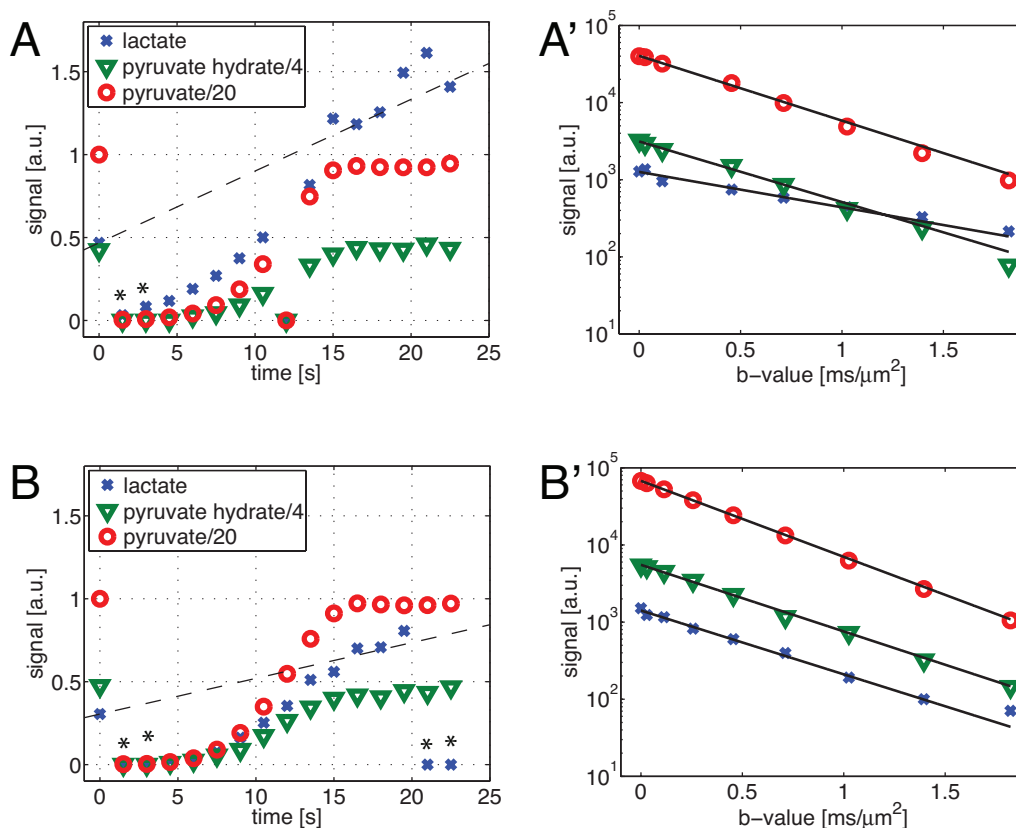 A
lactate
pyruvate hydrate/4
pyruvate/20
signal [a.u.]
1.5
1
0.5
0
* *
0 5 10 15 20 25
time [s]
A'
signal [a.u.]
10^5
10^4
10^3
10^2
10^1
0 0.5 1 1.5
b-value [ms/μm^2]
B
lactate
pyruvate hydrate/4
pyruvate/20
signal [a.u.]
1.5
1
0.5
0
* * * *
0 5 10 15 20 25
time [s]
B'
signal [a.u.]
10^5
10^4
10^3
10^2
10^1
0 0.5 1 1.5
b-value [ms/μm^2]